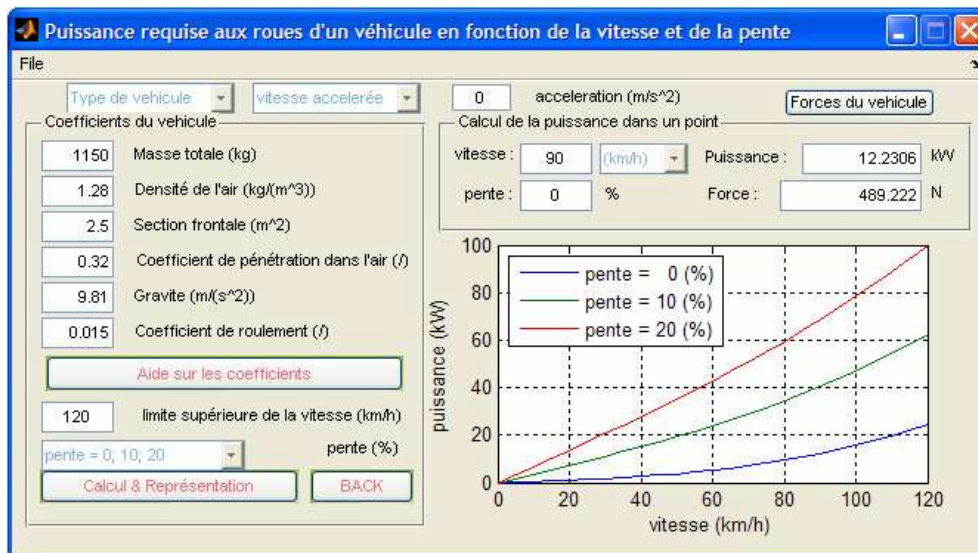 Puissance requise aux roues d'un véhicule en fonction de la vitesse et de la pente
File
Type de vehicule vitesse accelerée 0 acceleration (m/s^2) Forces du vehicule
Coefficients du vehicule
1150 Masse totale (kg)
1.28 Densité de l'air (kg/(m^3))
2.5 Section frontale (m^2)
0.32 Coefficient de pénétration dans l'air (/)
9.81 Gravite (m/(s^2))
0.015 Coefficient de roulement (/)
Aide sur les coefficients
120 limite supérieure de la vitesse (km/h)
pente = 0; 10; 20 pente (%)
Calcul & Représentation BACK
Calcul de la puissance dans un point
vitesse : 90 (km/h) Puissance : 12.2306 kW
pente : 0 % Force : 489.222 N
pente = 0 (%)
pente = 10 (%)
pente = 20 (%)
puissance (kW)
100
80
60
40
20
0
0 20 40 60 80 100 120
vitesse (km/h)